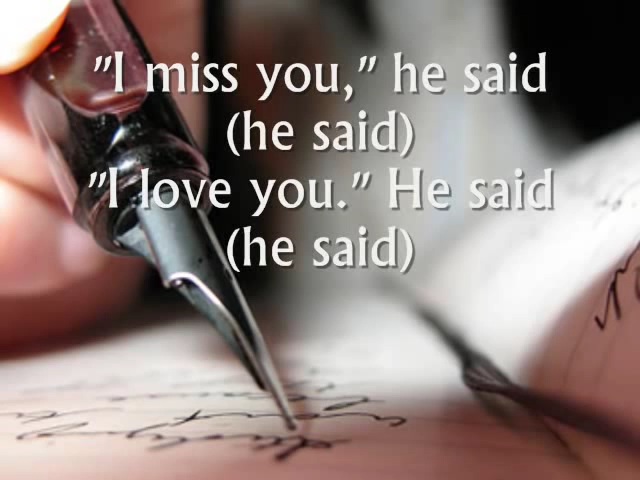 "I miss you," he said
(he said)
"I love you." He said
(he said)